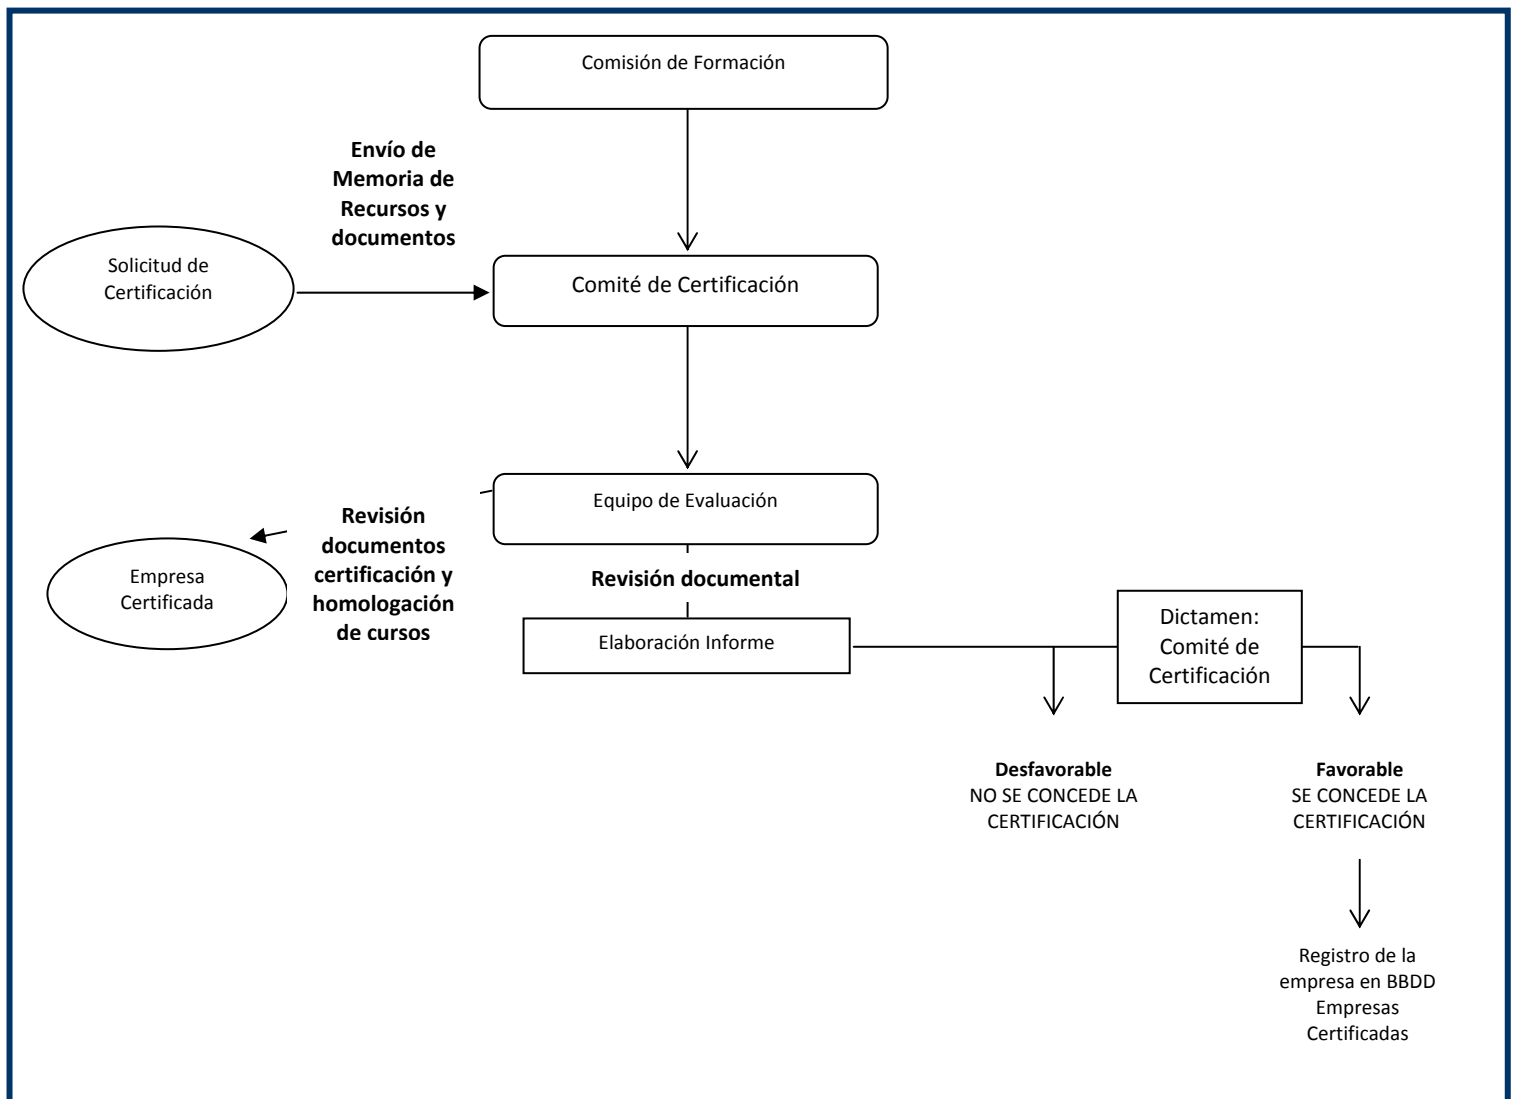 Comisión de Formación
Envío de
Memoria de
Recursos y
documentos
Solicitud de
Certificación
Comité de Certificación
Equipo de Evaluación
Revisión
documentos
certificación y
homologación
de cursos
Empresa
Certificada
Revisión documental
Elaboración Informe
Dictamen:
Comité de
Certificación
Desfavorable
NO SE CONCEDE LA
CERTIFICACIÓN
Favorable
SE CONCEDE LA
CERTIFICACIÓN
Registro de la
empresa en BBDD
Empresas
Certificadas